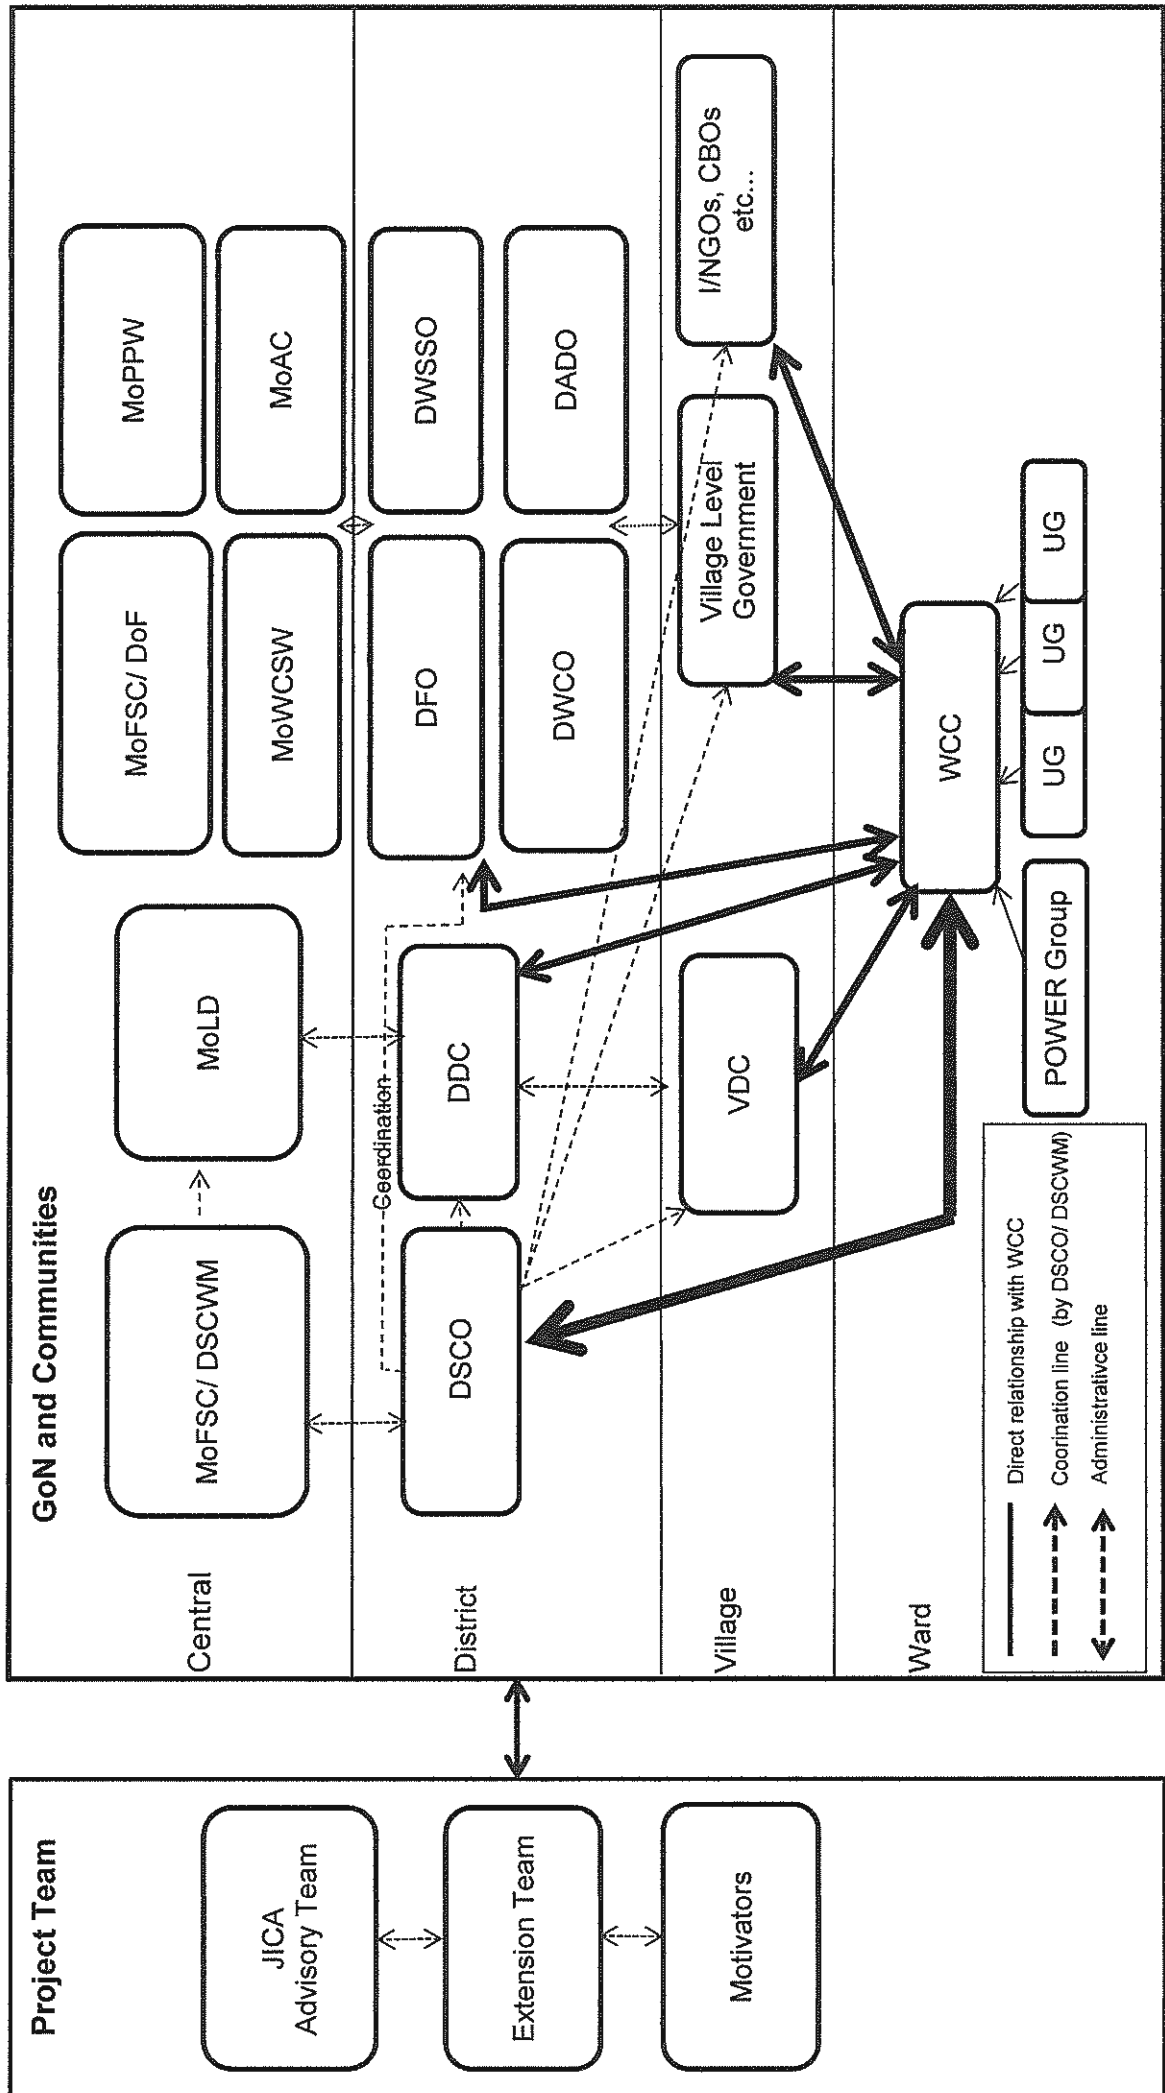 Project Team
JICA
Advisory Team
Extension Team
Motivators
GoN and Communities
Central
MoFSC/ DSCWM
MoLD
MoFSC/ DoF
MoPPW
MoWCSW
MoAC
District
Coordination
DSCO
DDC
DFO
DWSSO
DWCO
DADO
Village
VDC
Village Level
Government
I/NGOs, CBOs
etc...
Ward
WCC
POWER Group
UG
UG
UG
Direct relationship with WCC
Coorination line (by DSCO/ DSCWM)
Administrativce line